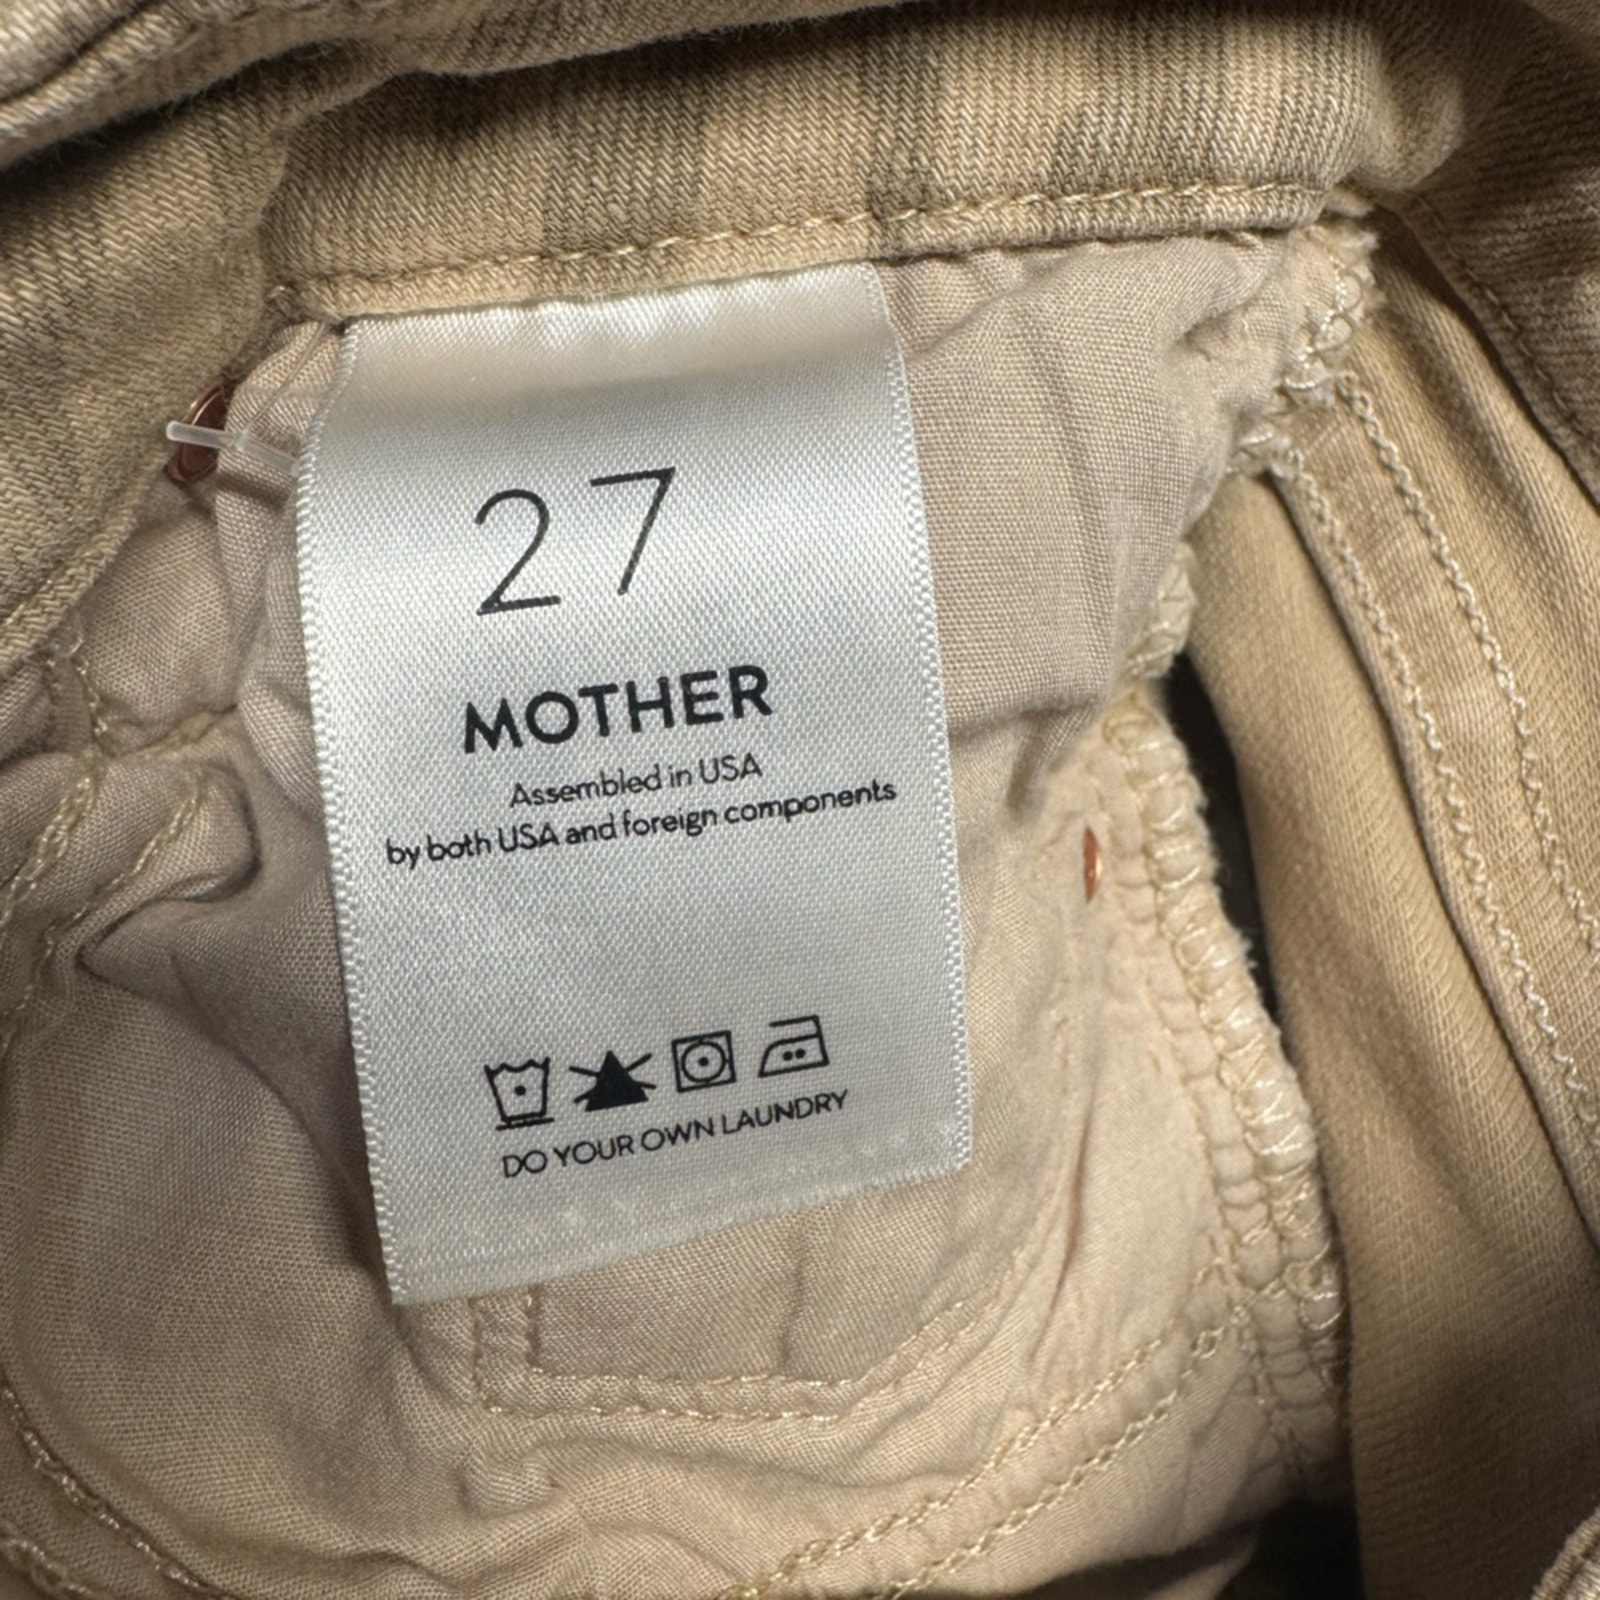 27
MOTHER
Assembled in USA
by both USA and foreign components
DO YOUR OWN LAUNDRY